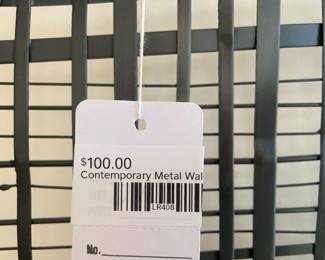 $100.00
Contemporary Metal Wal
LR408
No.